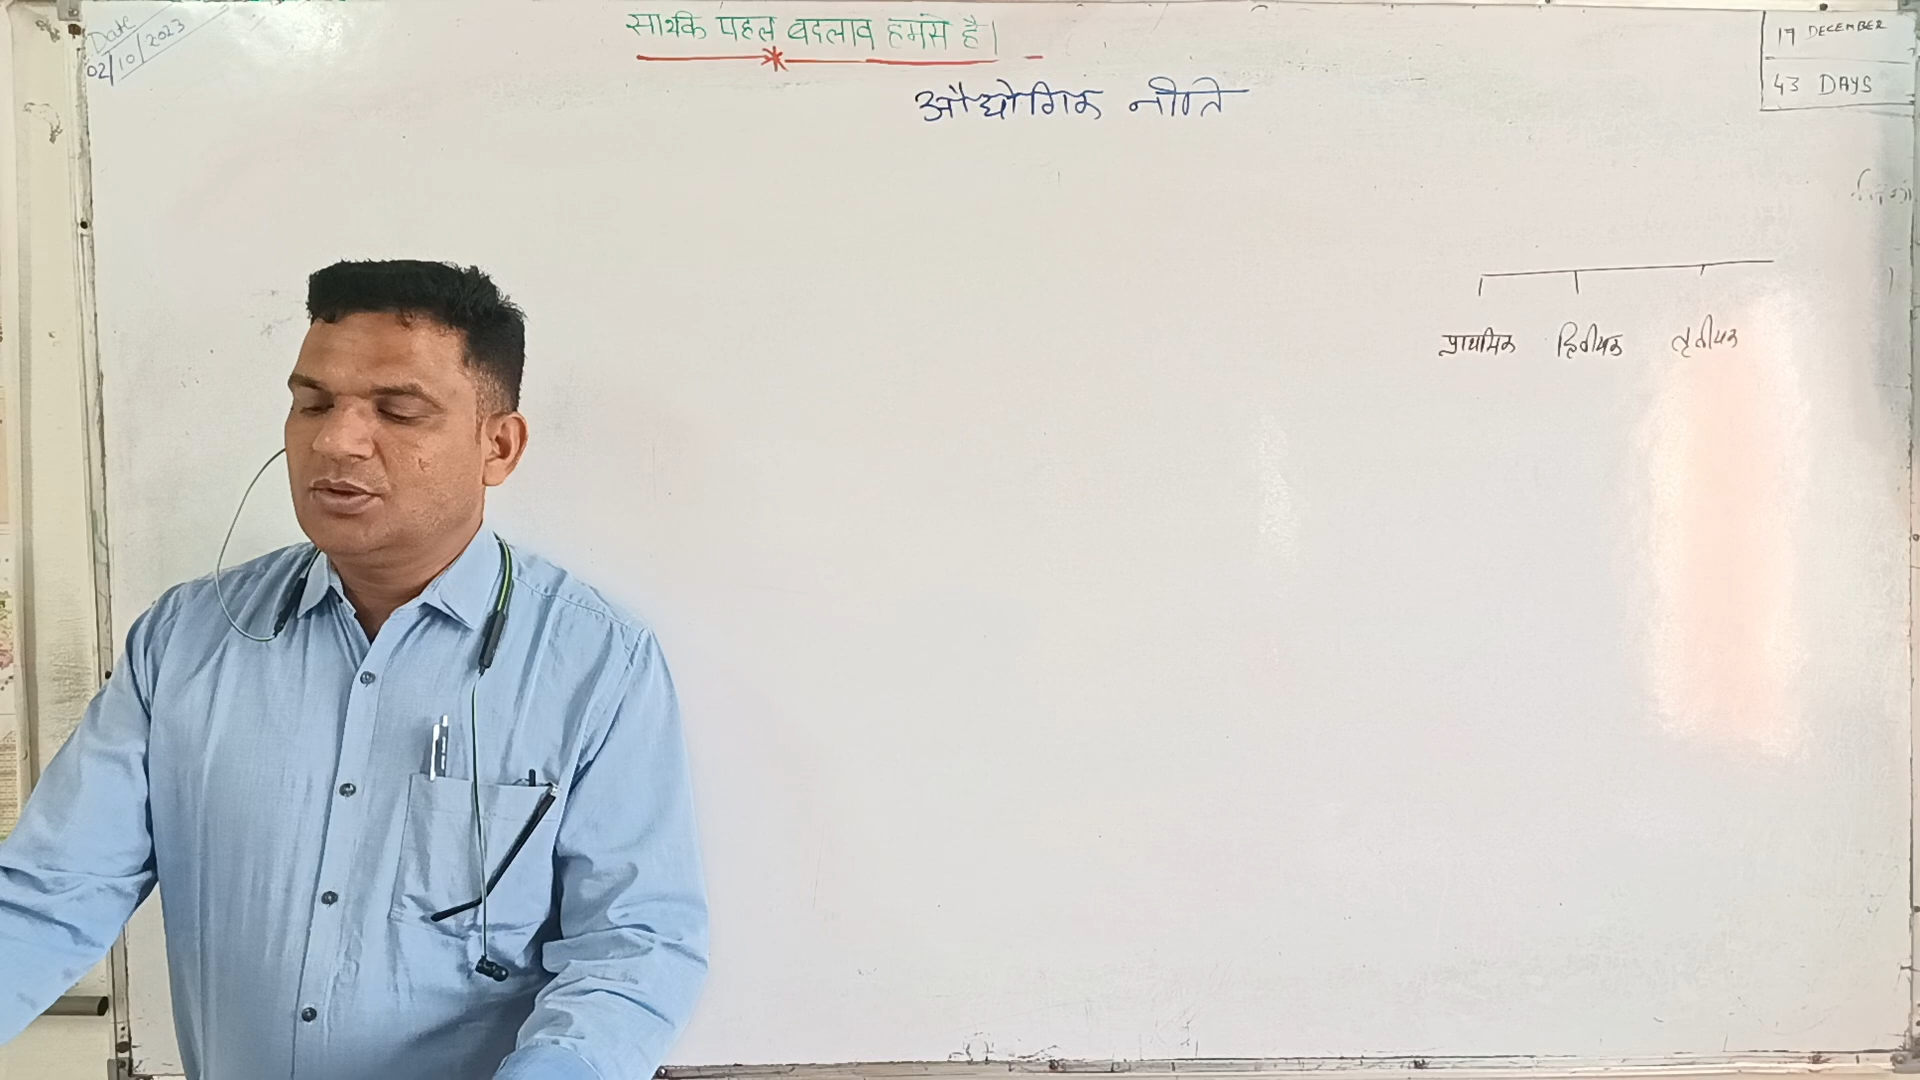 Date
02/10/2023
सार्थक पहल बदलाव हमसे है।
17 DECEMBER
43 DAYS
औद्योगिक नीति
प्राथमिक द्वितीयक तृतीयक